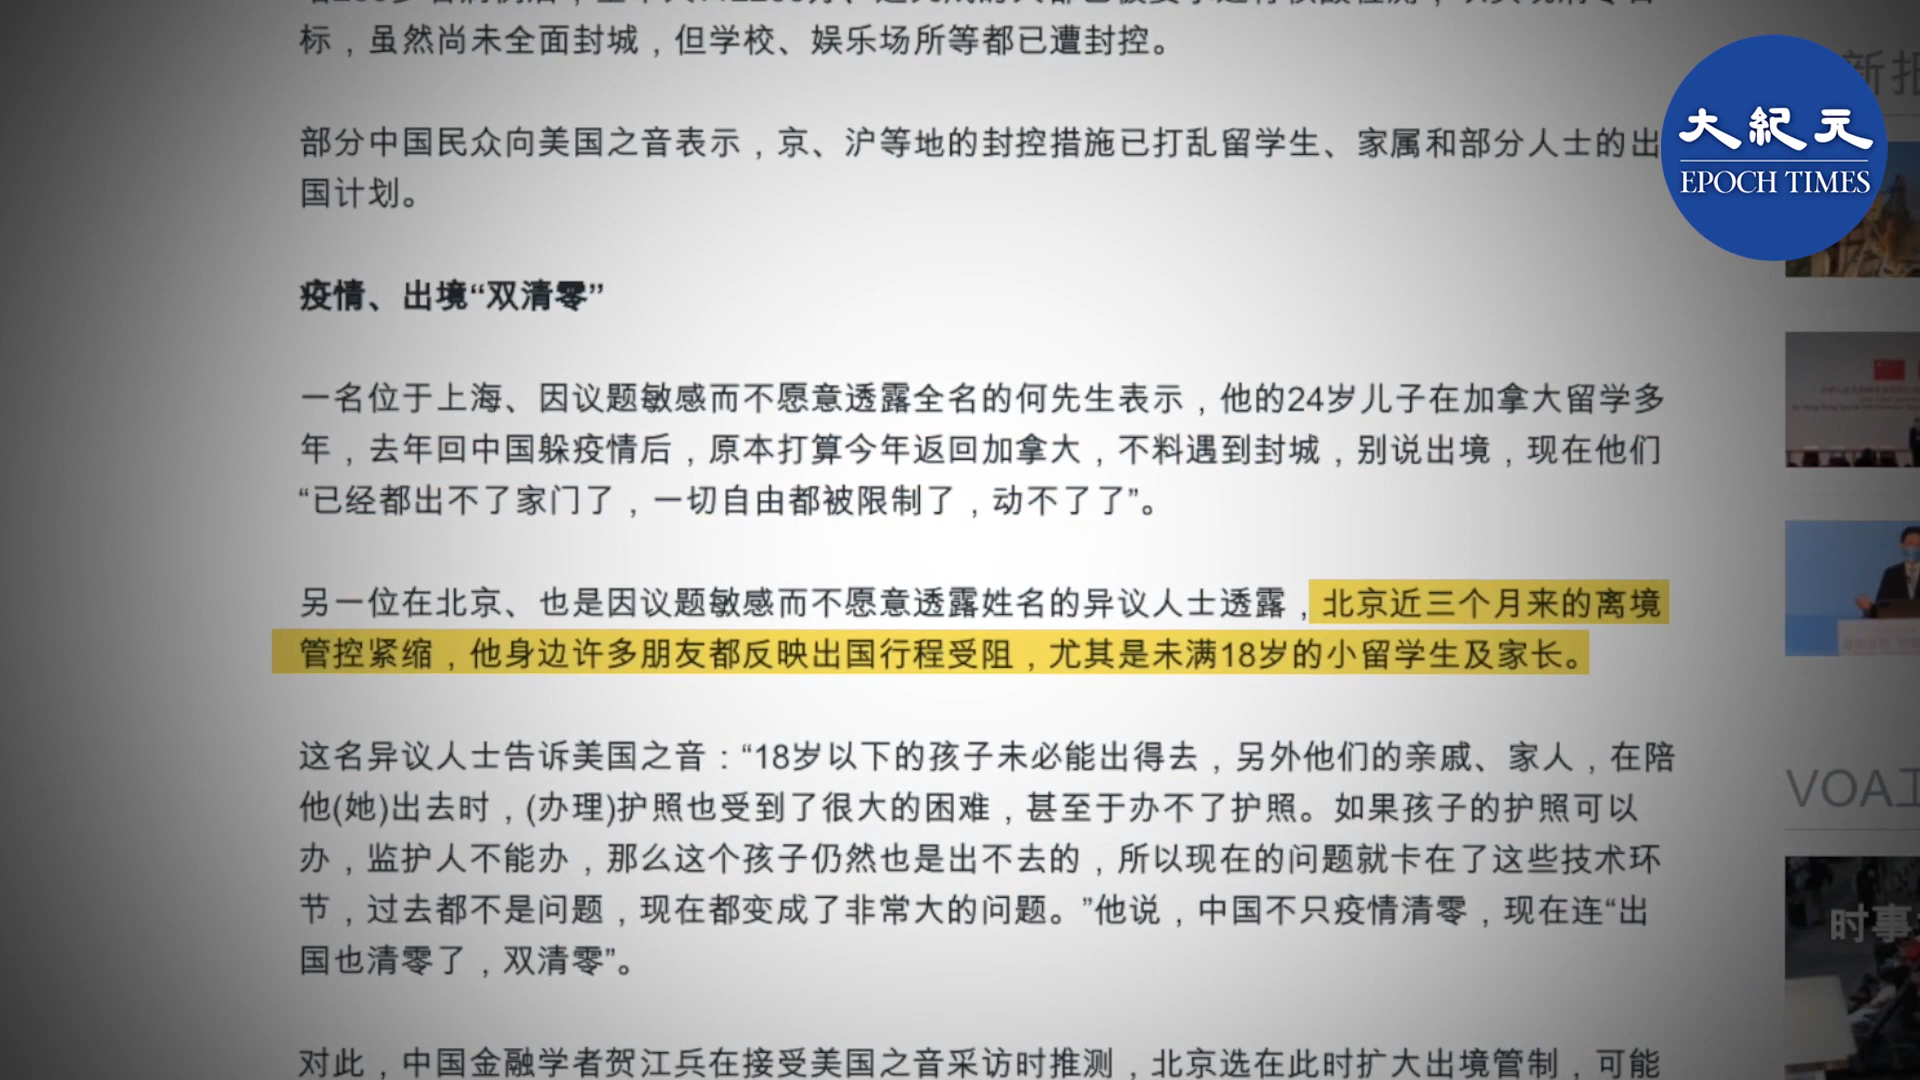 标，虽然尚未全面封城，但学校、娱乐场所等都已遭封控。
部分中国民众向美国之音表示，京、沪等地的封控措施已打乱留学生、家属和部分人士的出
国计划。
疫情、出境“双清零”
一名位于上海、因议题敏感而不愿意透露全名的何先生表示，他的24岁儿子在加拿大留学多
年，去年回中国躲疫情后，原本打算今年返回加拿大，不料遇到封城，别说出境，现在他们
“已经都出不了家门了，一切自由都被限制了，动不了了”。
另一位在北京、也是因议题敏感而不愿意透露姓名的异议人士透露，北京近三个月来的离境
管控紧缩，他身边许多朋友都反映出国行程受阻，尤其是未满18岁的小留学生及家长。
这名异议人士告诉美国之音：“18岁以下的孩子未必能出得去，另外他们的亲戚、家人，在陪
他(她)出去时，(办理)护照也受到了很大的困难，甚至于办不了护照。如果孩子的护照可以
办，监护人不能办，那么这个孩子仍然也是出不去的，所以现在的问题就卡在了这些技术环
节，过去都不是问题，现在都变成了非常大的问题。”他说，中国不只疫情清零，现在连“出
国也清零了，双清零”。
对此，中国金融学者贺江兵在接受美国之音采访时推测，北京选在此时扩大出境管制，可能
大紀元
EPOCH TIMES
新报
VOA
时事